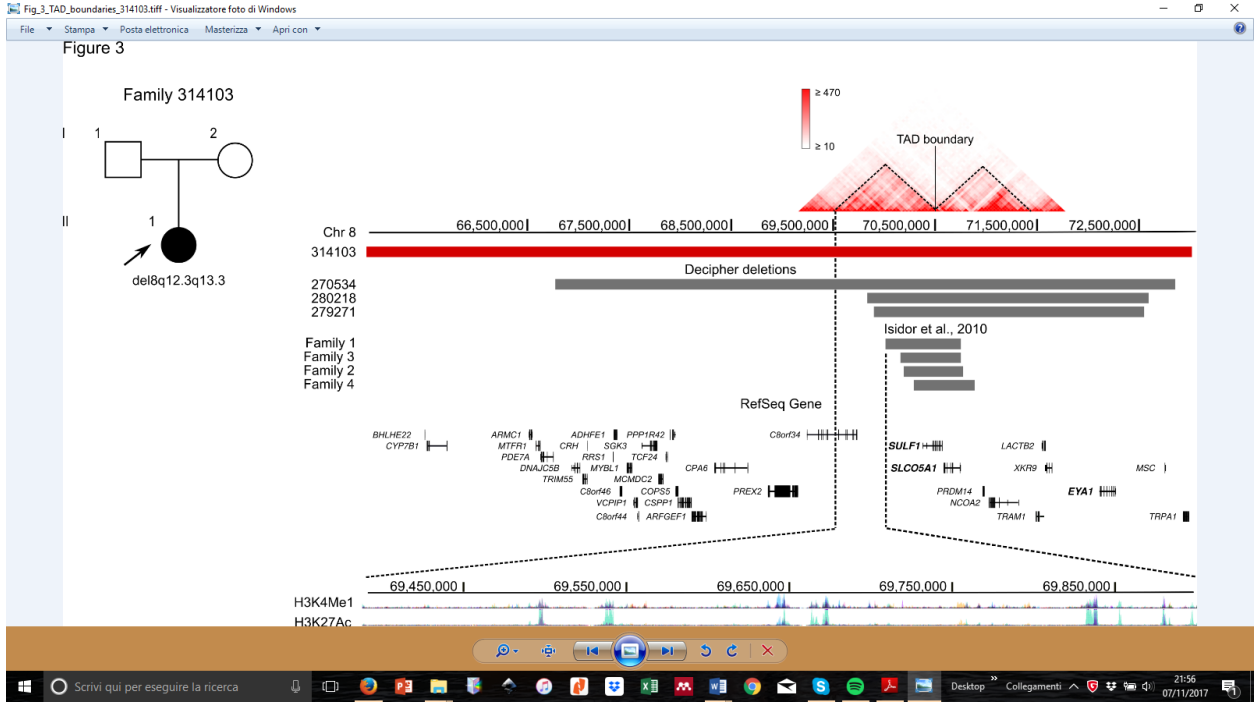 Fig_3_TAD_boundaries_314103.tiff - Visualizzatore foto di Windows
File Stampa Posta elettronica Masterizza Apri con
Figure 3
Family 314103
≥ 470
≥ 10
TAD boundary
I
1
2
II
1
del8q12.3q13.3
Chr 8
66,500,000
67,500,000
68,500,000
69,500,000
70,500,000
71,500,000
72,500,000
314103
Decipher deletions
270534
280218
279271
Isidor et al., 2010
Family 1
Family 3
Family 2
Family 4
RefSeq Gene
BHLHE22 ARMC1 ADHFE1 PPP1R42 C8orf34
CYP7B1 MTFR1 CRH SGK3 SULF1 LACTB2
PDE7A RRS1 TCF24
DNAJC5B MYBL1 CPA6 SLCO5A1 XKR9 MSC
TRIM55 MCMDC2
C8orf46 COPS5 PREX2 PRDM14 EYA1
VCPIP1 CSPP1 NCOA2
C8orf44 ARFGEF1 TRAM1 TRPA1
69,450,000
69,550,000
69,650,000
69,750,000
69,850,000
H3K4Me1
H3K27Ac
Scrivi qui per eseguire la ricerca
Desktop
Collegamenti
21:56
07/11/2017